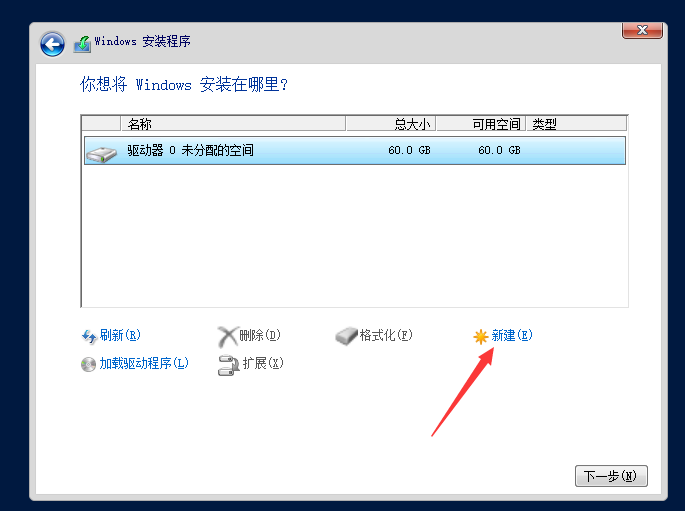 Windows 安装程序
你想将 Windows 安装在哪里?
名称 总大小 可用空间 类型
驱动器 0 未分配的空间 60.0 GB 60.0 GB
刷新(R) 删除(D) 格式化(F) 新建(E)
加载驱动程序(L) 扩展(X)
下一步(N)